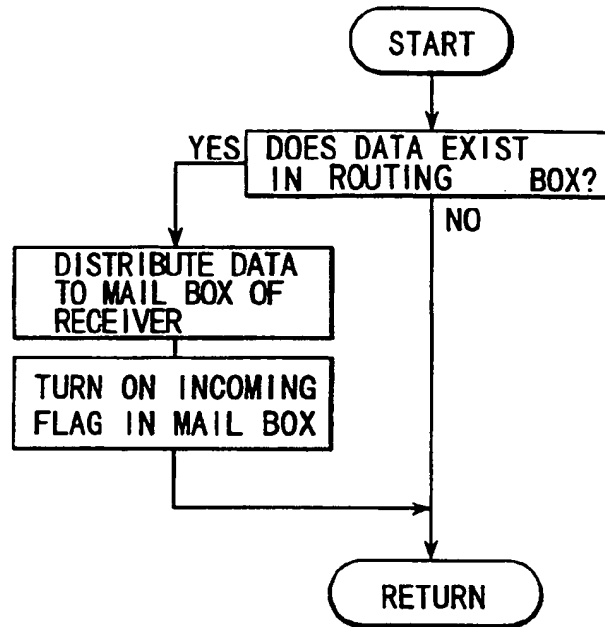 START
YES
DOES DATA EXIST
IN ROUTING BOX?
NO
DISTRIBUTE DATA
TO MAIL BOX OF
RECEIVER
TURN ON INCOMING
FLAG IN MAIL BOX
RETURN